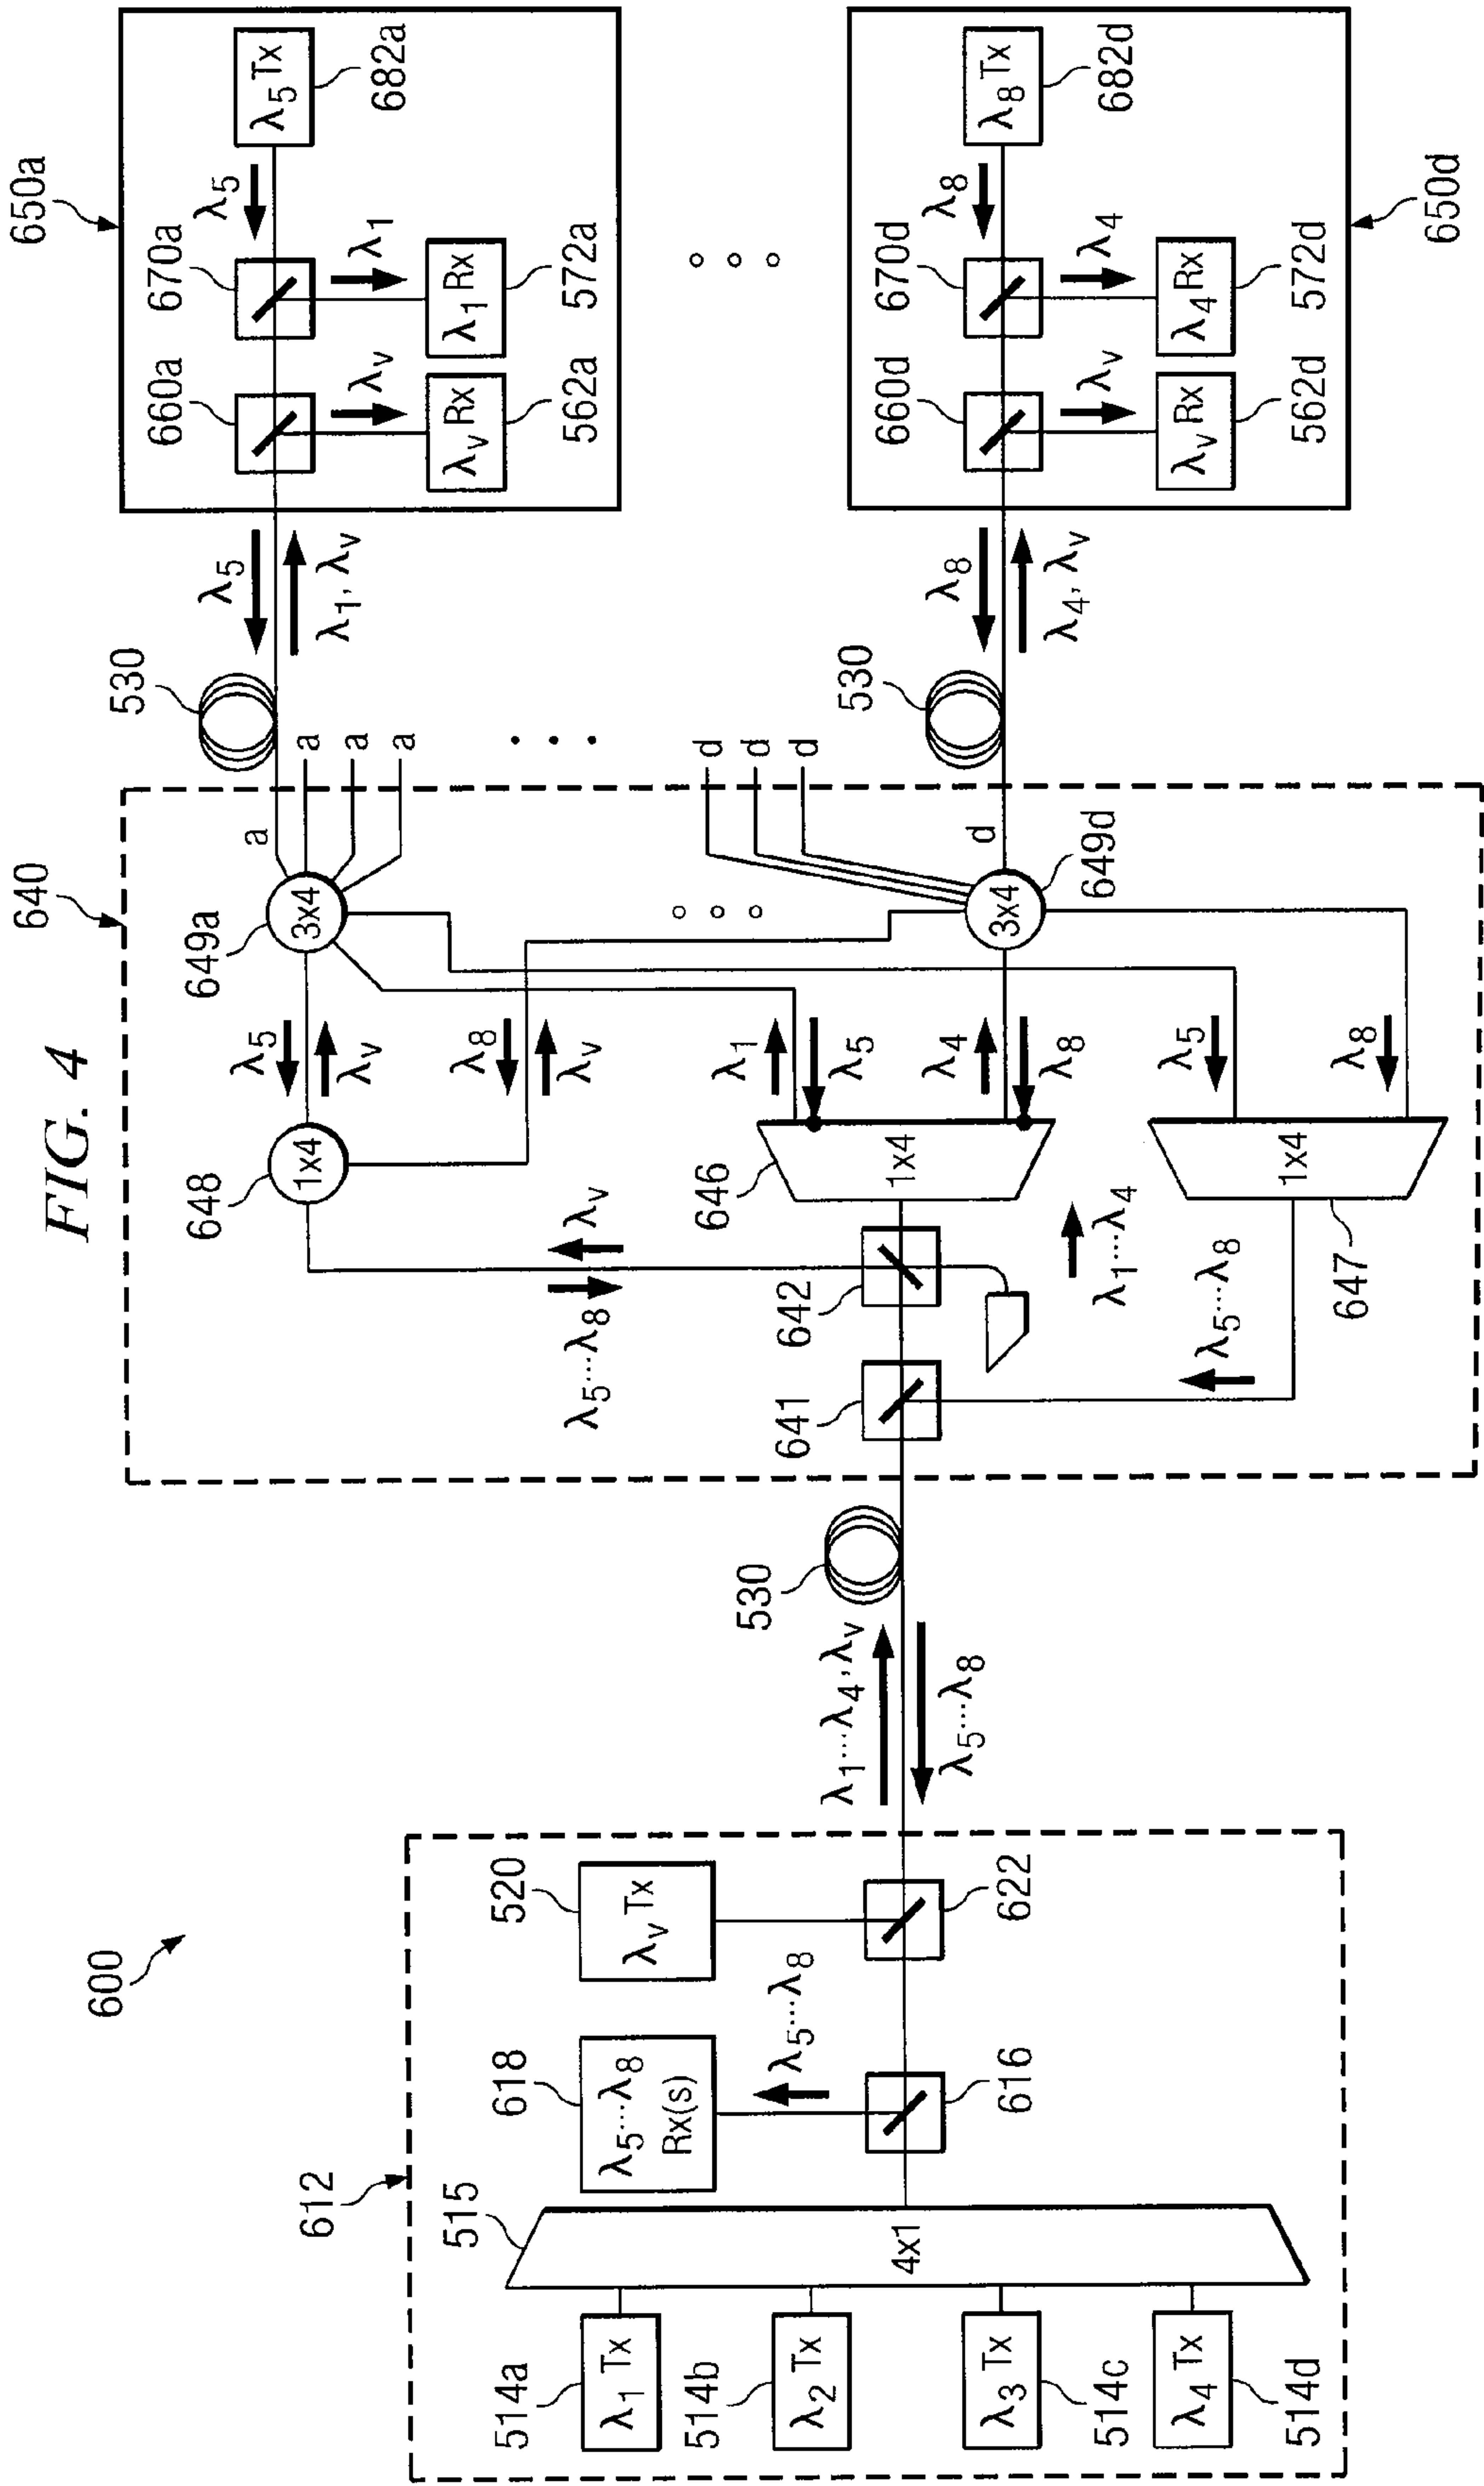 FIG. 4
600
612
514a
λ1 Tx
514b
λ2 Tx
λ3 Tx
514c
λ4 Tx
514d
515
4x1
618
λ5...λ8
Rx(s)
λ5...λ8
616
520
λv Tx
622
λ1...λ4, λv
λ5...λ8
530
640
641
642
λ5...λ8
λv
648
1x4
λ5
λv
λ8
λv
646
1x4
λ1
λ5
λ4
λ8
λ1...λ4
λ5...λ8
647
1x4
λ5
λ8
649a
3x4
a
a
a
a
3x4
649d
d
d
d
d
530
λ5
λ1, λv
530
λ8
λ4, λv
650a
660a
λv
λv Rx
562a
670a
λ5
λ1
λ1 Rx
572a
λ5 Tx
682a
660d
λv
λv Rx
562d
670d
λ8
λ4
λ4 Rx
572d
λ8 Tx
682d
650d